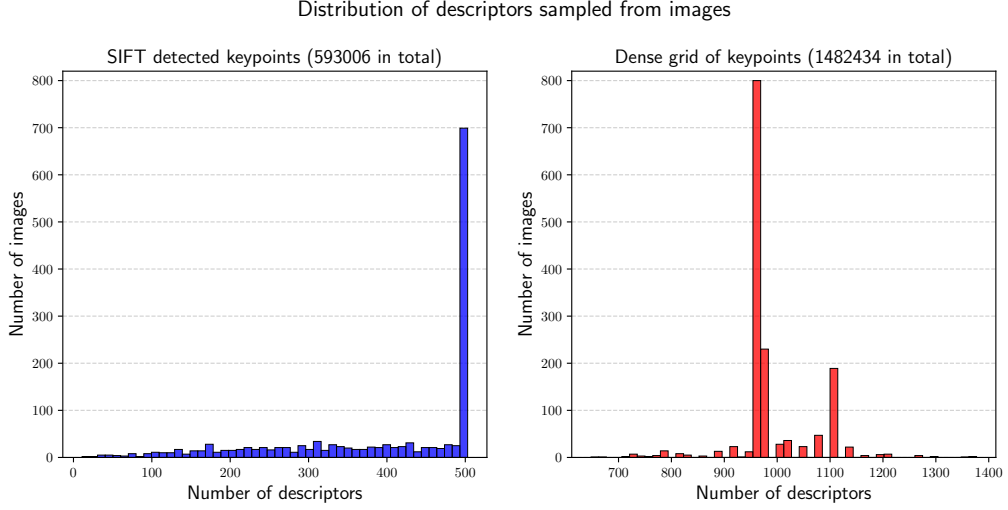 Distribution of descriptors sampled from images
SIFT detected keypoints (593006 in total)
Number of images
800
700
600
500
400
300
200
100
0
0 100 200 300 400 500
Number of descriptors
Dense grid of keypoints (1482434 in total)
Number of images
800
700
600
500
400
300
200
100
0
700 800 900 1000 1100 1200 1300 1400
Number of descriptors